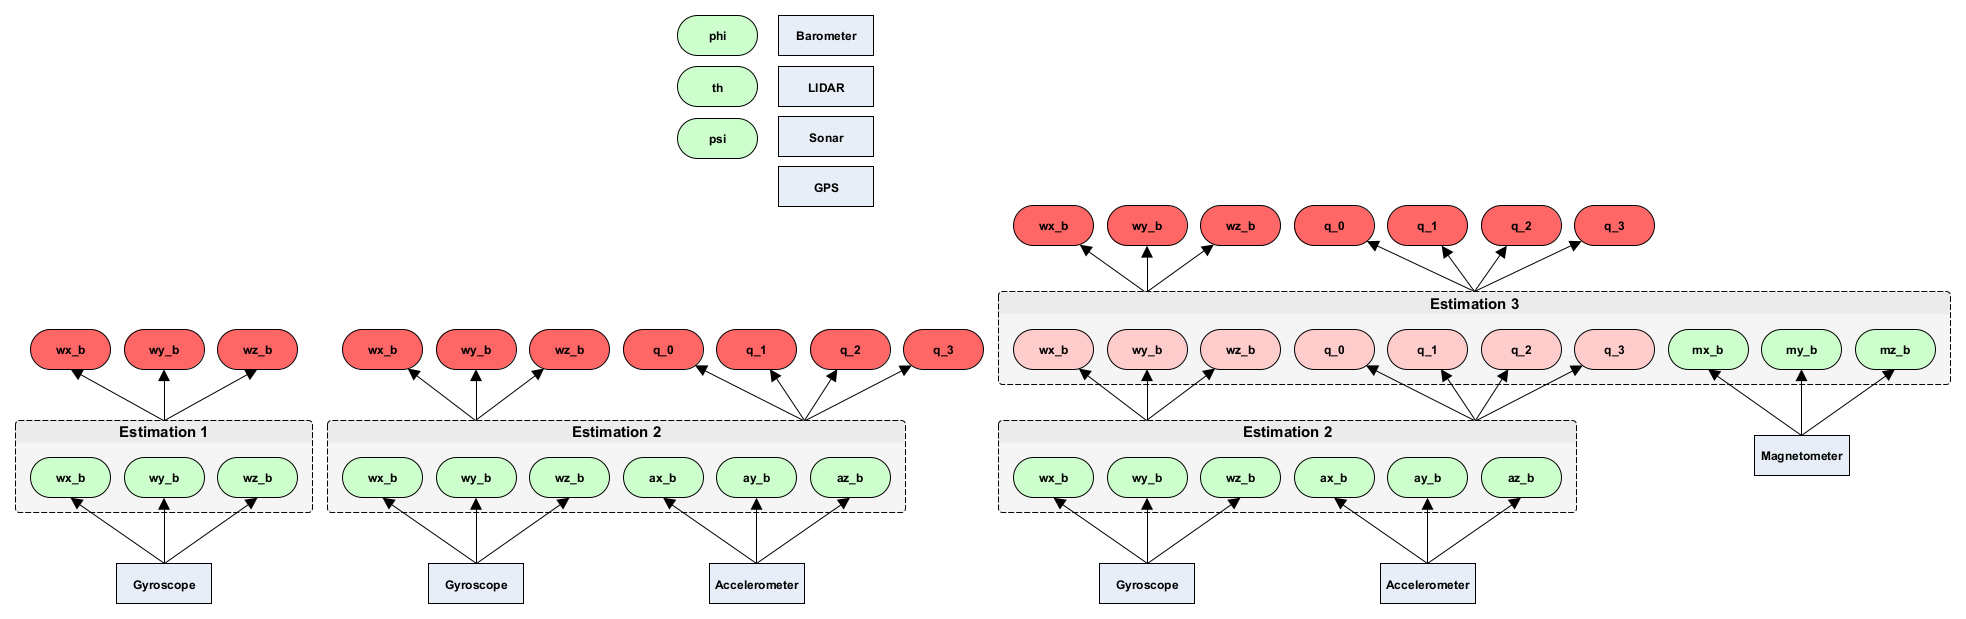 phi Barometer
th LIDAR
psi Sonar
GPS
wx_b wy_b wz_b q_0 q_1 q_2 q_3
Estimation 3
wx_b wy_b wz_b wx_b wy_b wz_b q_0 q_1 q_2 q_3 wx_b wy_b wz_b q_0 q_1 q_2 q_3 mx_b my_b mz_b
Estimation 1 Estimation 2 Estimation 2
Magnetometer
wx_b wy_b wz_b wx_b wy_b wz_b ax_b ay_b az_b wx_b wy_b wz_b ax_b ay_b az_b
Gyroscope Gyroscope Accelerometer Gyroscope Accelerometer